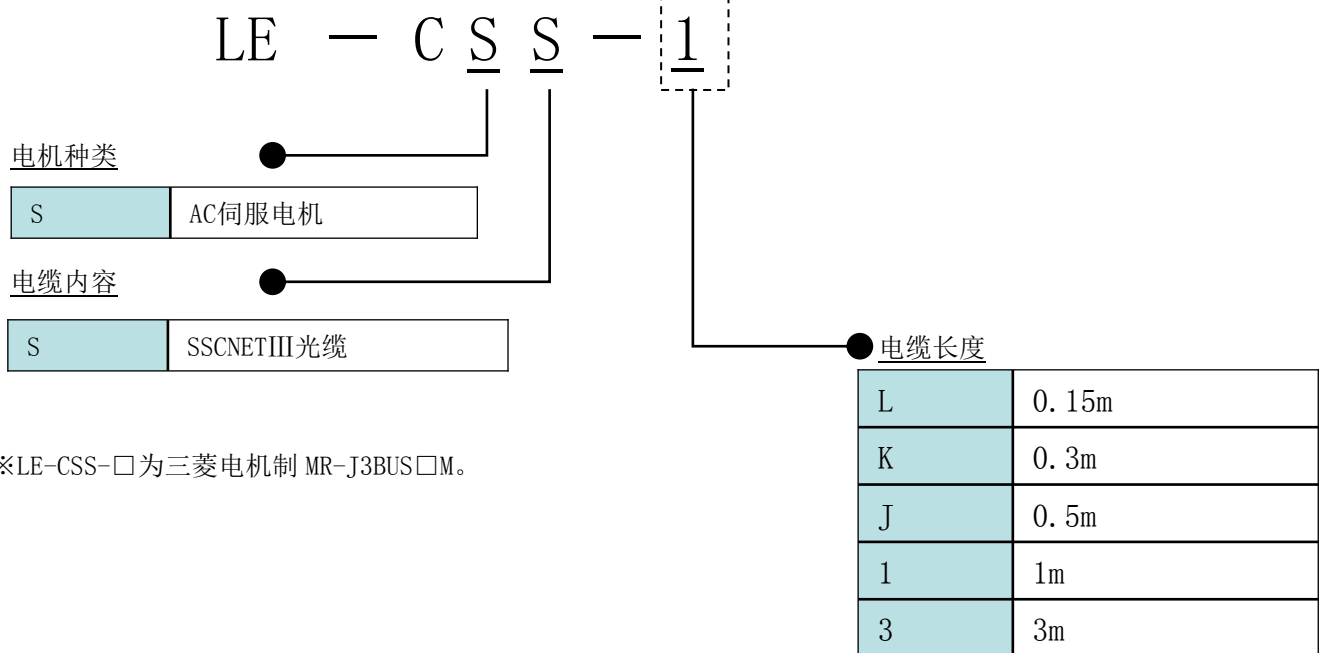 LE － C S S － 1
电机种类
S AC伺服电机
电缆内容
S SSCNETⅢ光缆
※LE-CSS-□为三菱电机制 MR-J3BUS□M。
电缆长度
L 0.15m
K 0.3m
J 0.5m
1 1m
3 3m